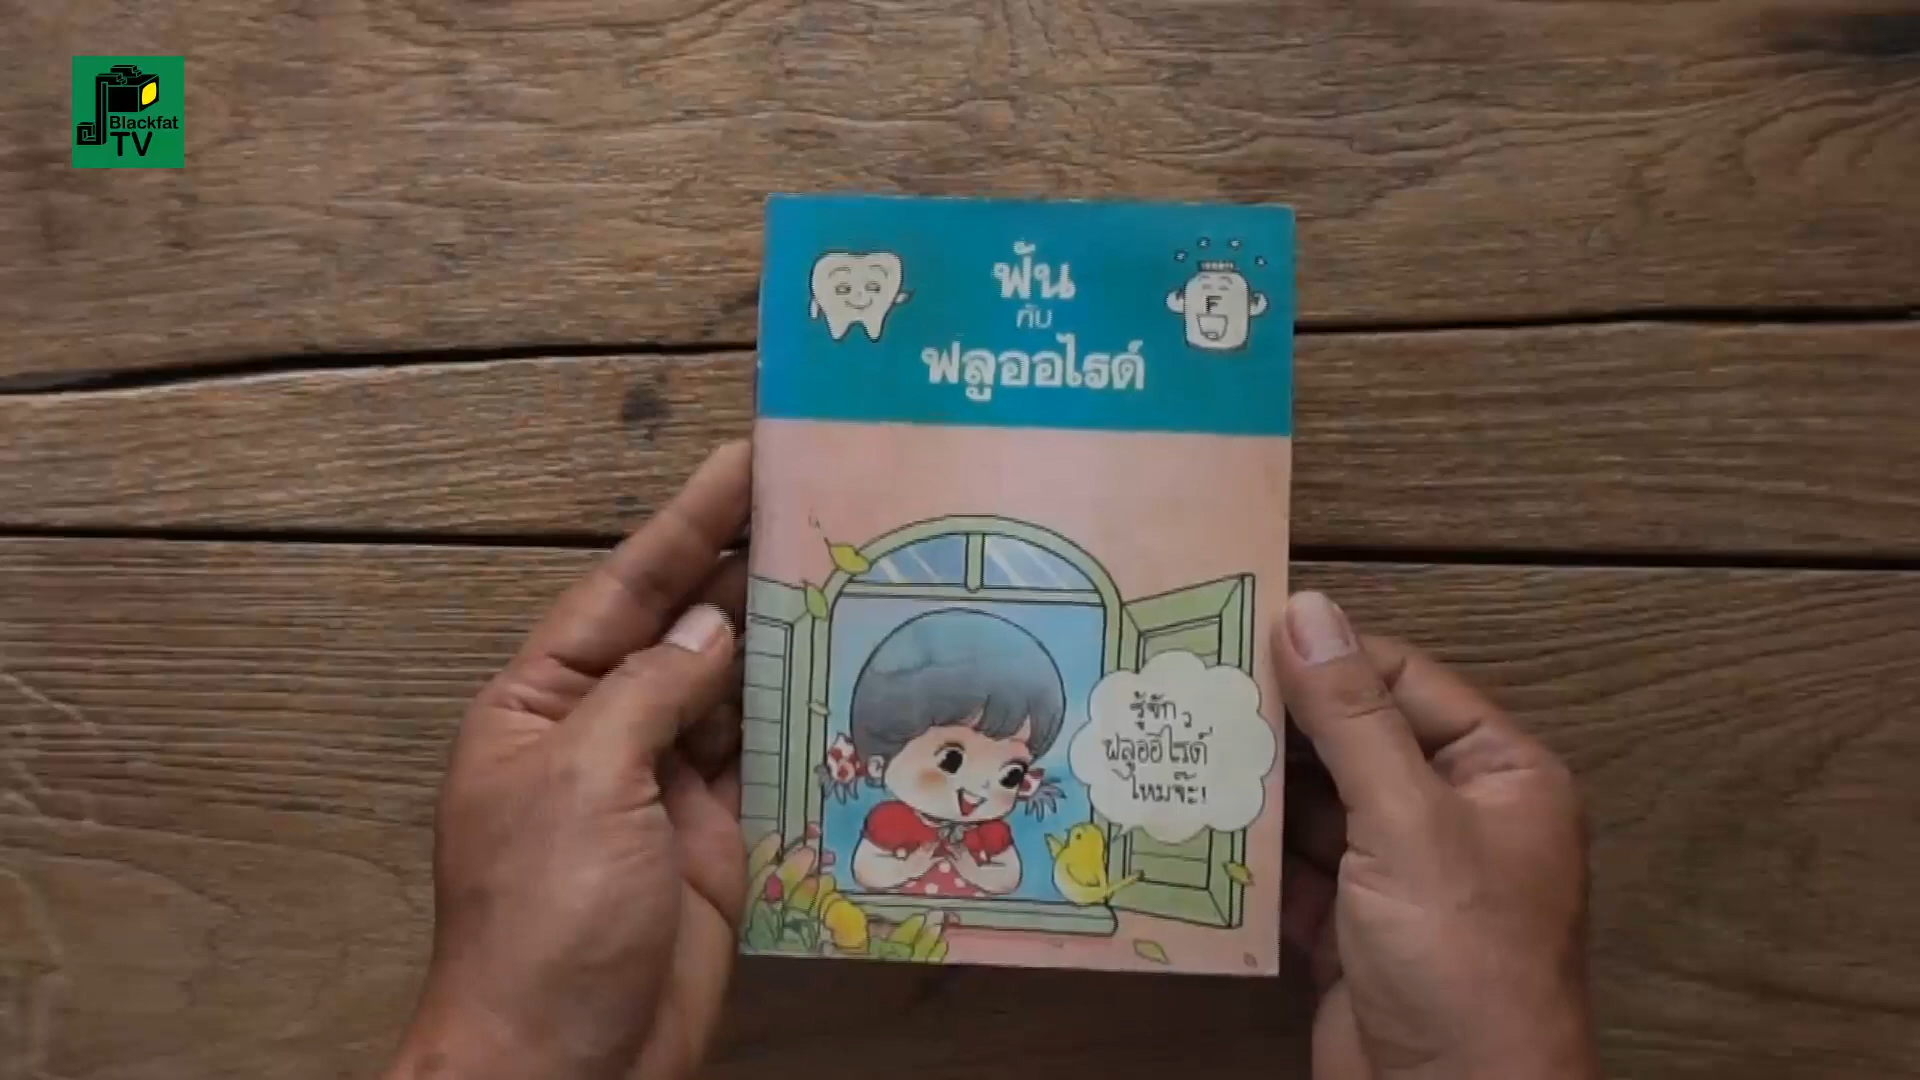 Blackfat
TV
ฟัน
กับ
ฟลูออไรด์
F
รู้จัก
ฟลูออไรด์
ไหมจ๊ะ!